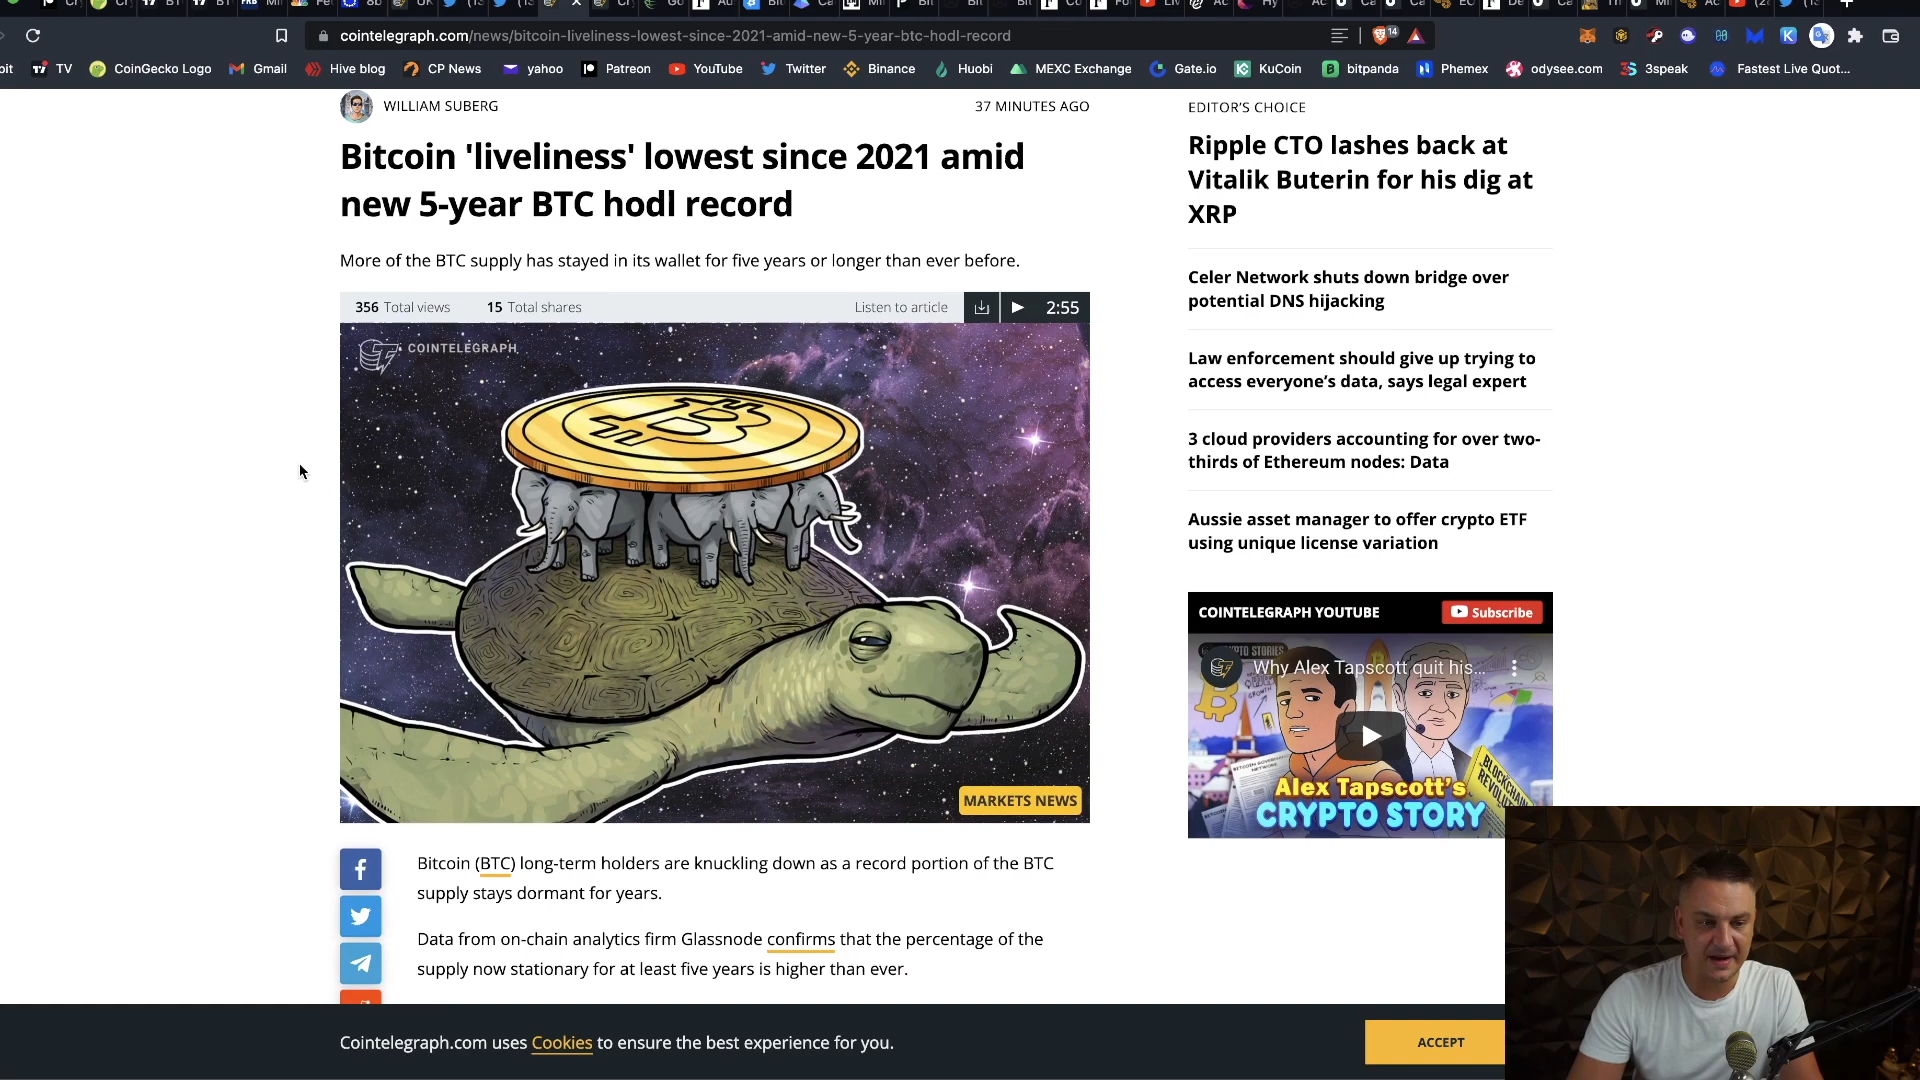 cointelegraph.com/news/bitcoin-liveliness-lowest-since-2021-amid-new-5-year-btc-hodl-record
14
TV
CoinGecko Logo
Gmail
Hive blog
CP News
yahoo
Patreon
YouTube
Twitter
Binance
Huobi
MEXC Exchange
Gate.io
KuCoin
bitpanda
Phemex
odysee.com
3speak
Fastest Live Quot...
WILLIAM SUBERG
37 MINUTES AGO
Bitcoin 'liveliness' lowest since 2021 amid
new 5-year BTC hodl record
More of the BTC supply has stayed in its wallet for five years or longer than ever before.
356 Total views
15 Total shares
Listen to article
2:55
COINTELEGRAPH
MARKETS NEWS
Bitcoin (BTC) long-term holders are knuckling down as a record portion of the BTC
supply stays dormant for years.
Data from on-chain analytics firm Glassnode confirms that the percentage of the
supply now stationary for at least five years is higher than ever.
EDITOR'S CHOICE
Ripple CTO lashes back at
Vitalik Buterin for his dig at
XRP
Celer Network shuts down bridge over
potential DNS hijacking
Law enforcement should give up trying to
access everyone’s data, says legal expert
3 cloud providers accounting for over two-
thirds of Ethereum nodes: Data
Aussie asset manager to offer crypto ETF
using unique license variation
COINTELEGRAPH YOUTUBE
Subscribe
Why Alex Tapscott quit his...
BLOCKCHAIN
Alex Tapscott's
CRYPTO STORY
Cointelegraph.com uses Cookies to ensure the best experience for you.
ACCEPT